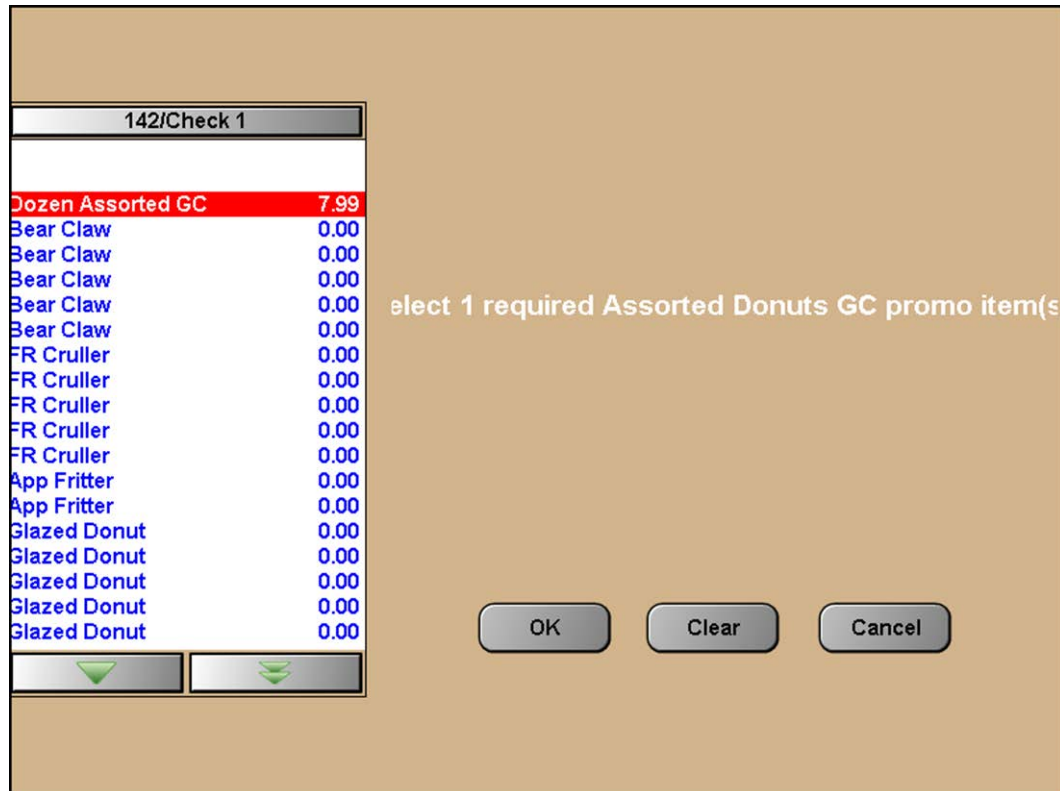 142/Check 1
Dozen Assorted GC 7.99
Bear Claw 0.00
Bear Claw 0.00
Bear Claw 0.00
Bear Claw 0.00
Bear Claw 0.00
FR Cruller 0.00
FR Cruller 0.00
FR Cruller 0.00
FR Cruller 0.00
FR Cruller 0.00
App Fritter 0.00
App Fritter 0.00
Glazed Donut 0.00
Glazed Donut 0.00
Glazed Donut 0.00
Glazed Donut 0.00
Glazed Donut 0.00
elect 1 required Assorted Donuts GC promo item(s
OK Clear Cancel